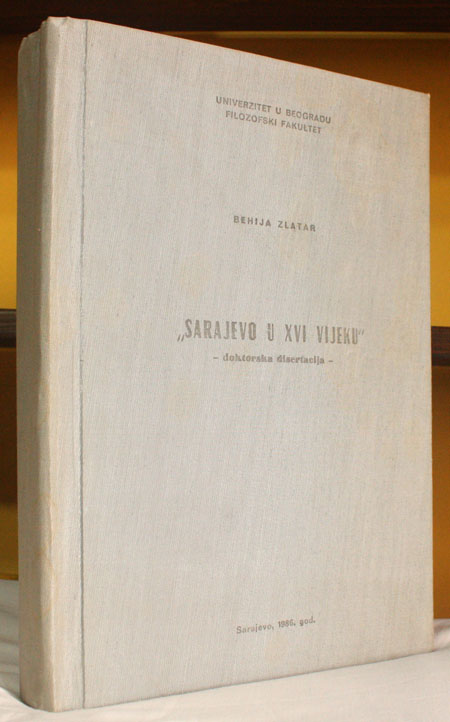 UNIVERZITET U BEOGRADU
FILOZOFSKI FAKULTET
BEHIJA ZLATAR
„SARAJEVO U XVI VIJEKU"
- doktorska disertacija -
Sarajevo, 1986. god.